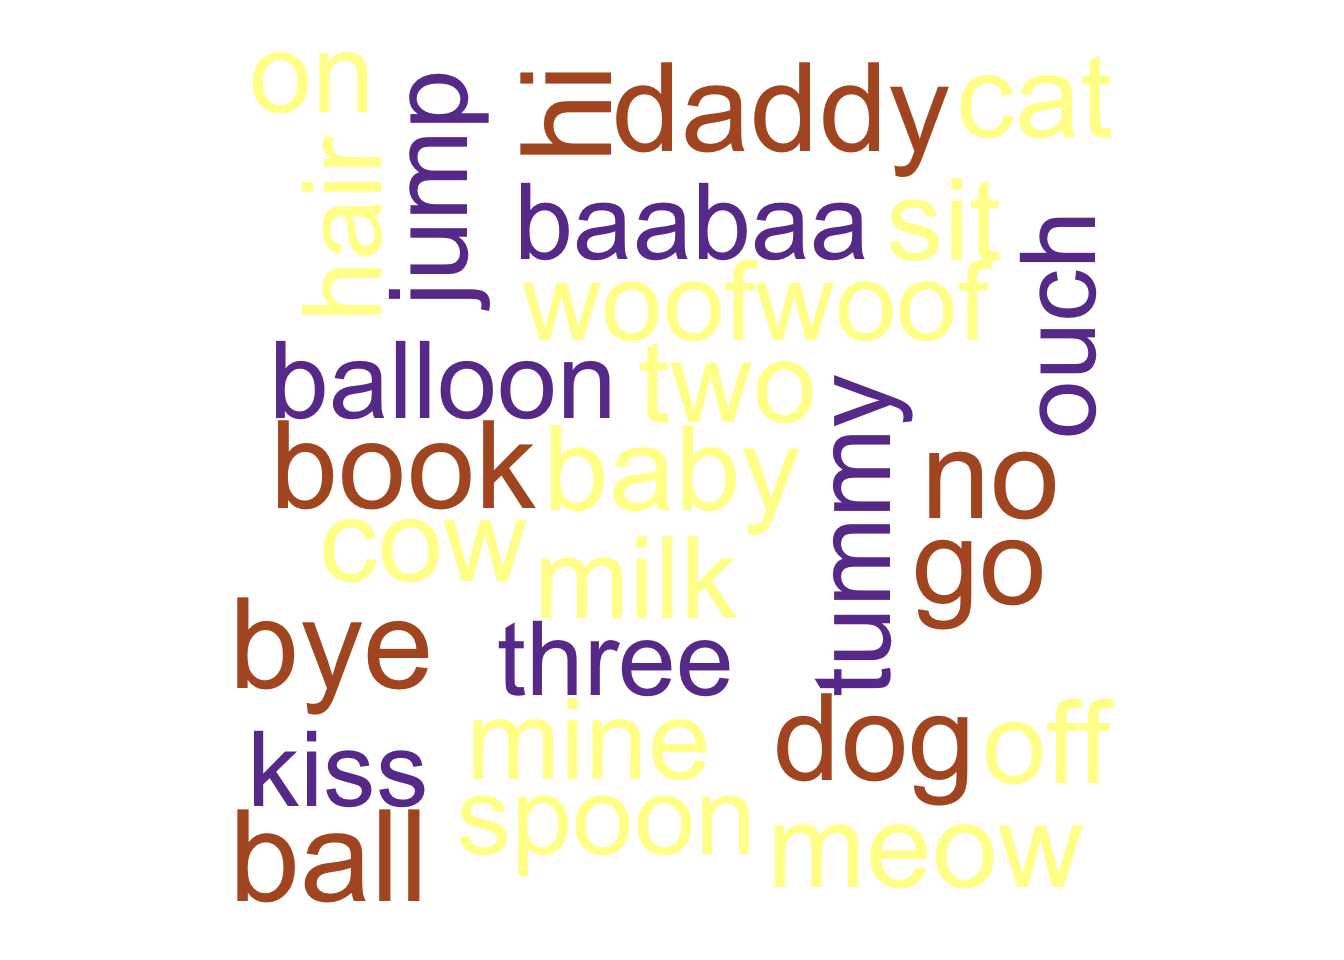 on
jump
hi
daddy
cat
hair
baabaa
sit
ouch
woofwoof
balloon
two
tummy
book
baby
no
cow
milk
go
bye
three
dog
kiss
mine
off
ball
spoon
meow